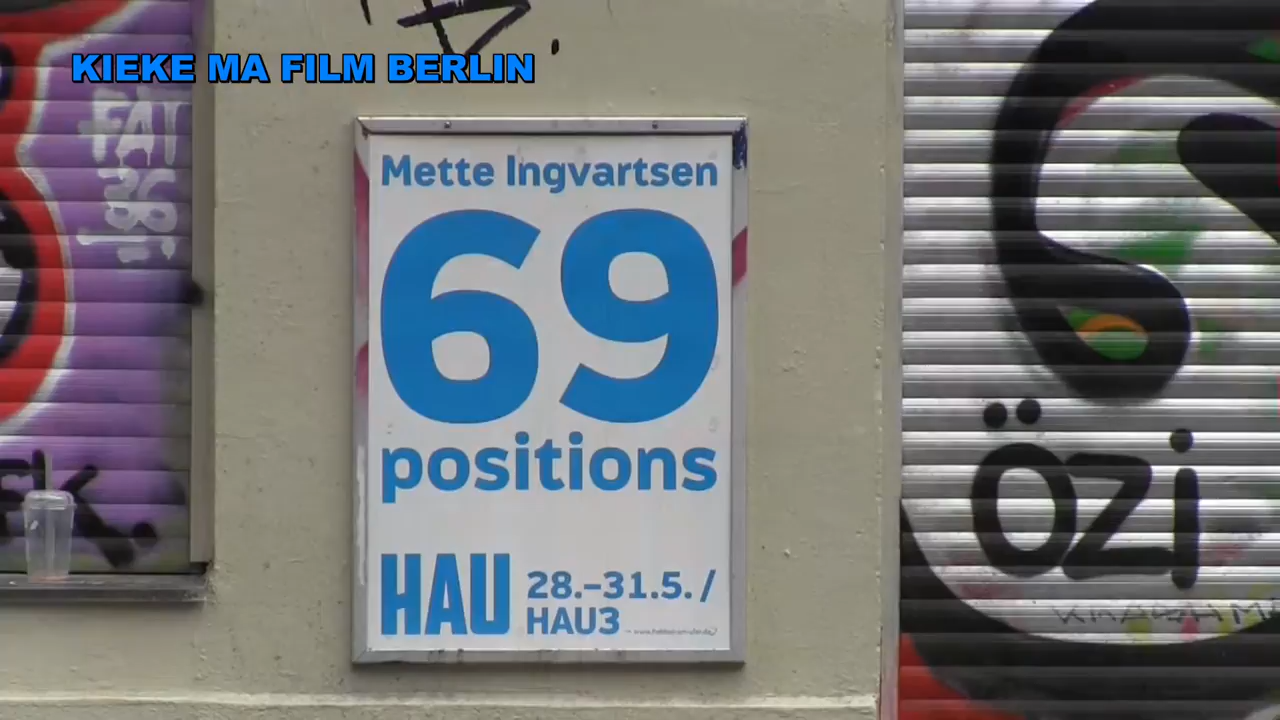 KIEKE MA FILM BERLIN
FAT
Mette Ingvartsen
69
positions
HAU
28.–31.5. /
HAU3
ÖZi